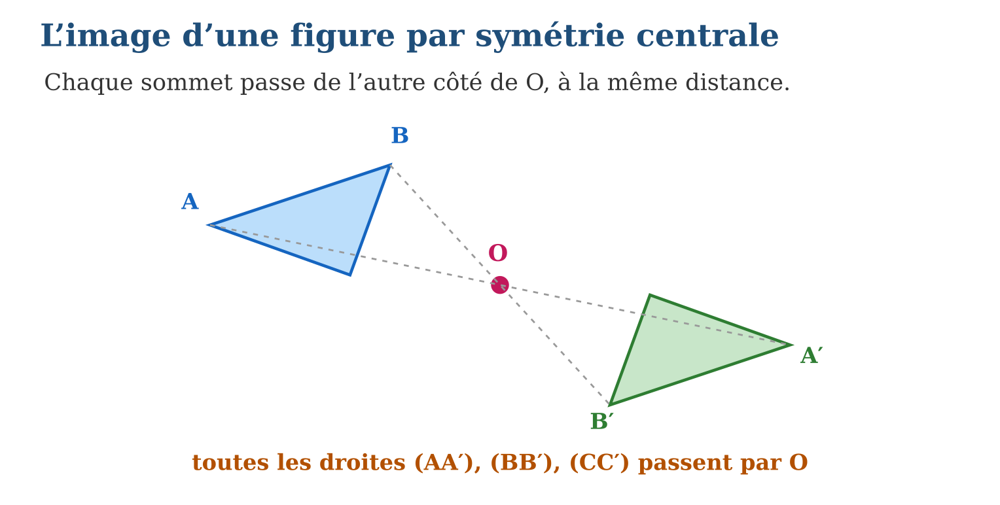 L’image d’une figure par symétrie centrale
Chaque sommet passe de l’autre côté de O, à la même distance.
B
A
O
A′
B′
toutes les droites (AA′), (BB′), (CC′) passent par O